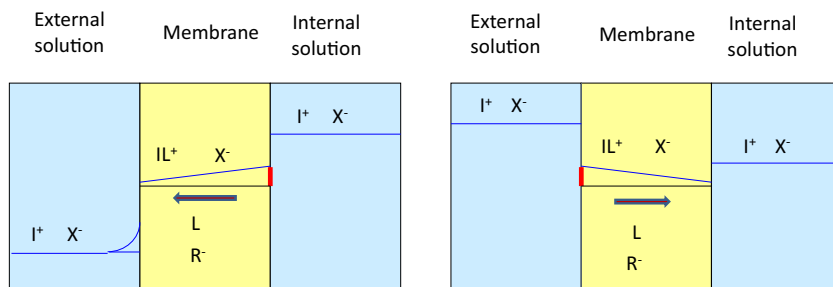 External
solution
Membrane
Internal
solution
I⁺ X⁻
IL⁺ X⁻
I⁺ X⁻
L
R⁻
External
solution
Membrane
Internal
solution
I⁺ X⁻
IL⁺ X⁻
I⁺ X⁻
L
R⁻